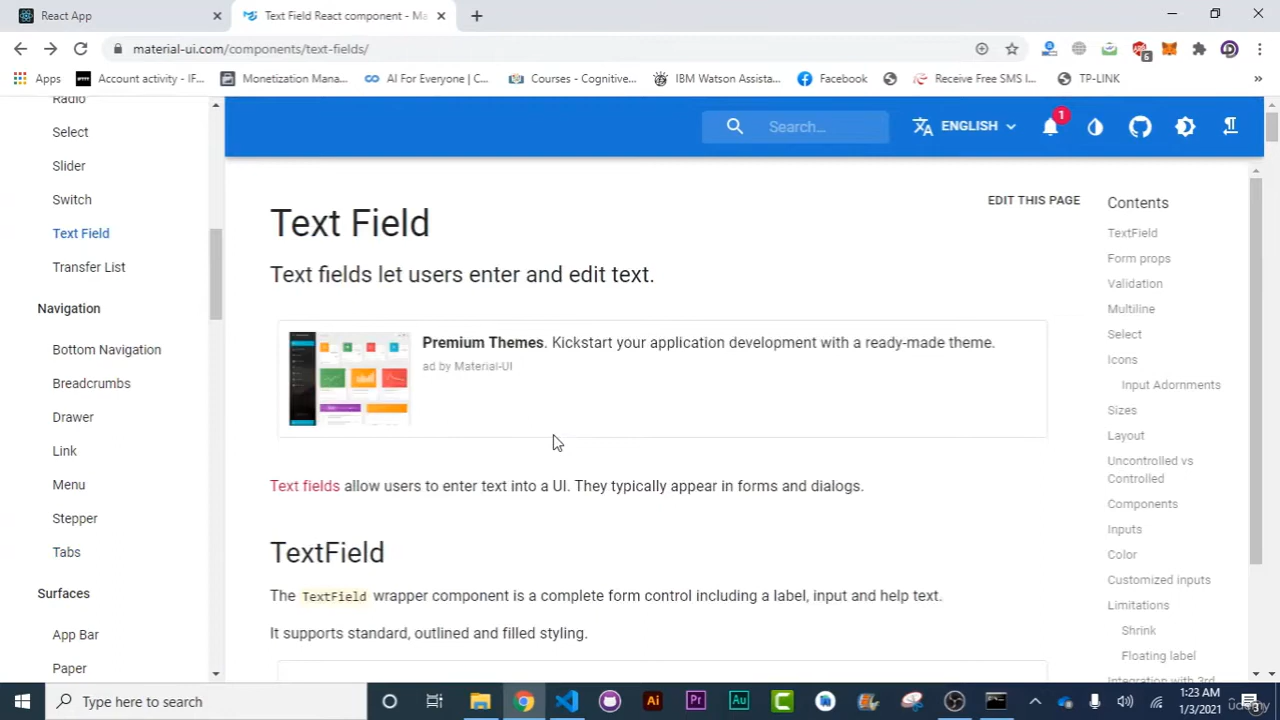 React App
Text Field React component - Ma
material-ui.com/components/text-fields/
Apps
Account activity - IF...
Monetization Mana...
AI For Everyone | C...
Courses - Cognitive...
IBM Watson Assista...
Facebook
Receive Free SMS I...
TP-LINK
Radio
Select
Slider
Switch
Text Field
Transfer List
Navigation
Bottom Navigation
Breadcrumbs
Drawer
Link
Menu
Stepper
Tabs
Surfaces
App Bar
Paper
Search…
ENGLISH
1
EDIT THIS PAGE
Text Field
Text fields let users enter and edit text.
Premium Themes. Kickstart your application development with a ready-made theme.
ad by Material-UI
Text fields allow users to enter text into a UI. They typically appear in forms and dialogs.
TextField
The TextField wrapper component is a complete form control including a label, input and help text.
It supports standard, outlined and filled styling.
Contents
TextField
Form props
Validation
Multiline
Select
Icons
Input Adornments
Sizes
Layout
Uncontrolled vs
Controlled
Components
Inputs
Color
Customized inputs
Limitations
Shrink
Floating label
Integration with 3rd
Type here to search
Ai
Pr
Au
1:23 AM
1/3/2021
udemy